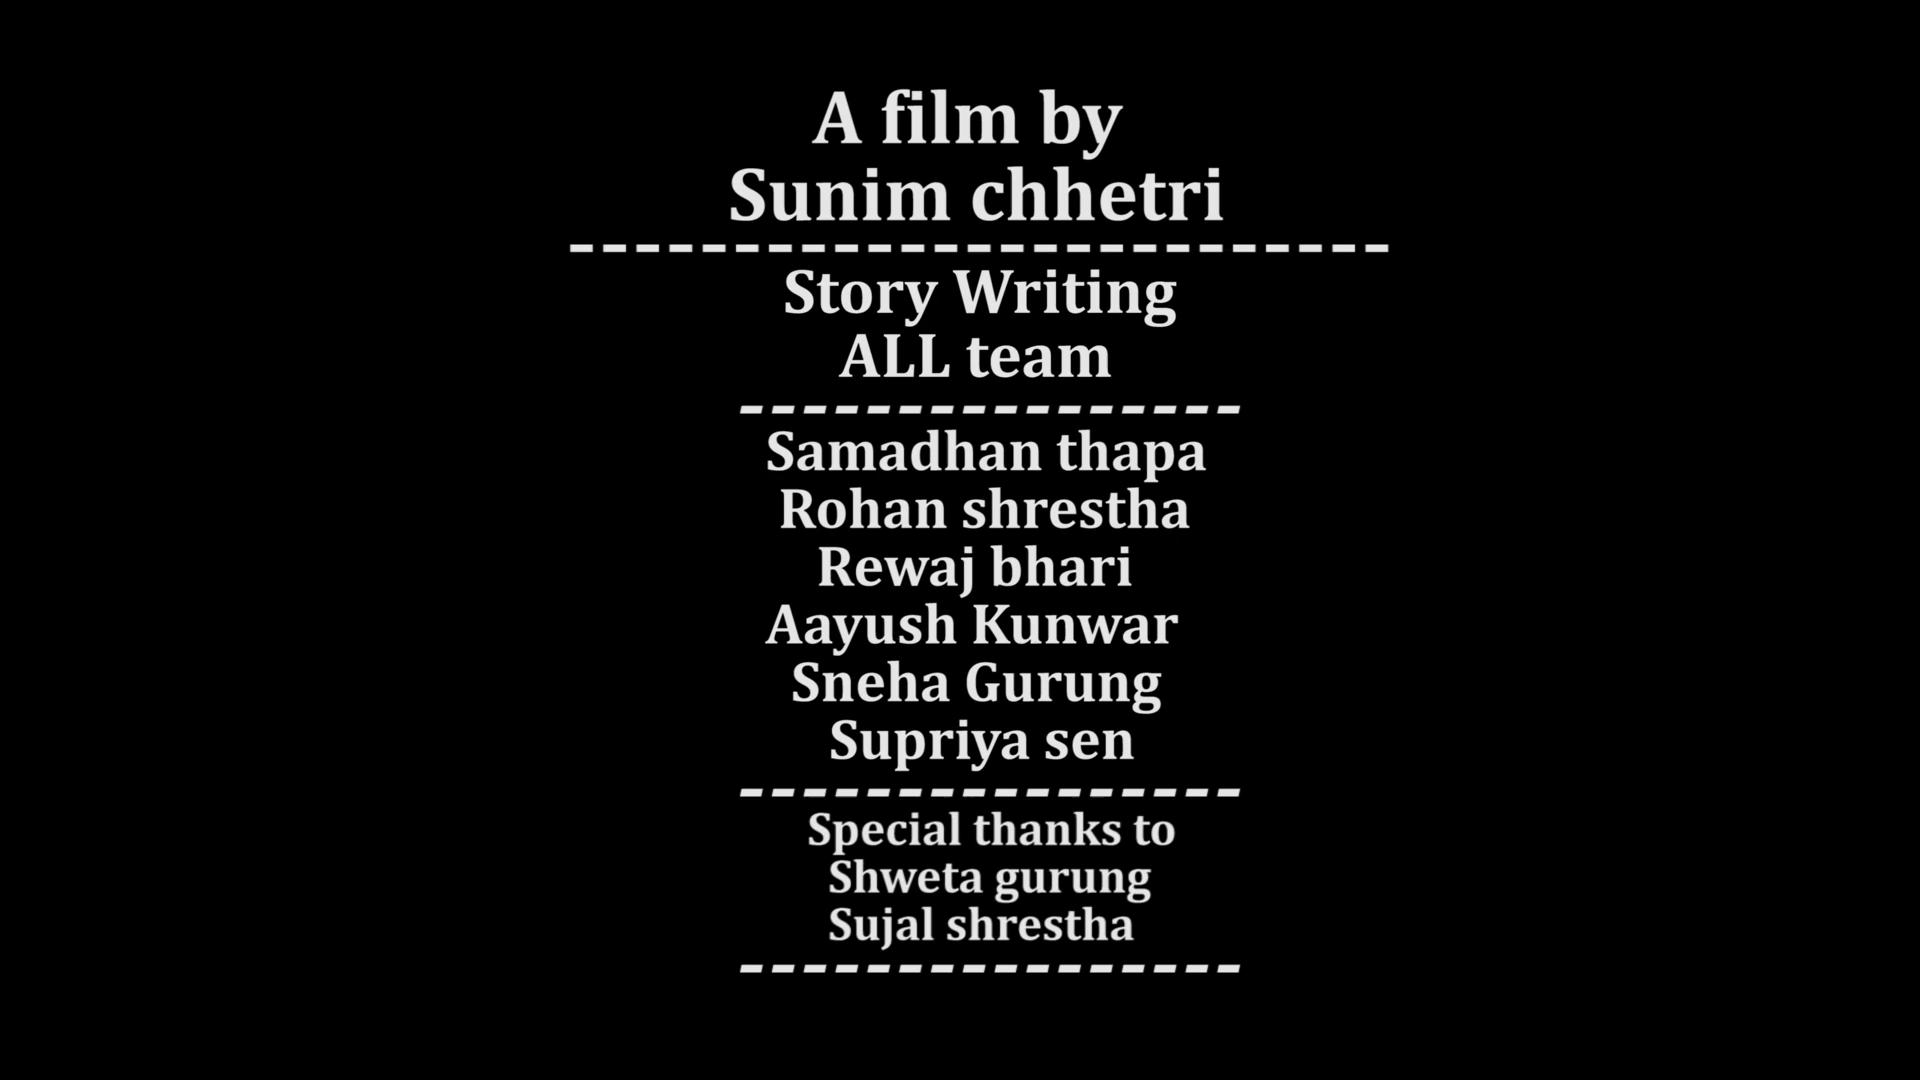 A film by
Sunim chhetri
-------------------------
Story Writing
ALL team
----------------
Samadhan thapa
Rohan shrestha
Rewaj bhari
Aayush Kunwar
Sneha Gurung
Supriya sen
----------------
Special thanks to
Shweta gurung
Sujal shrestha
----------------